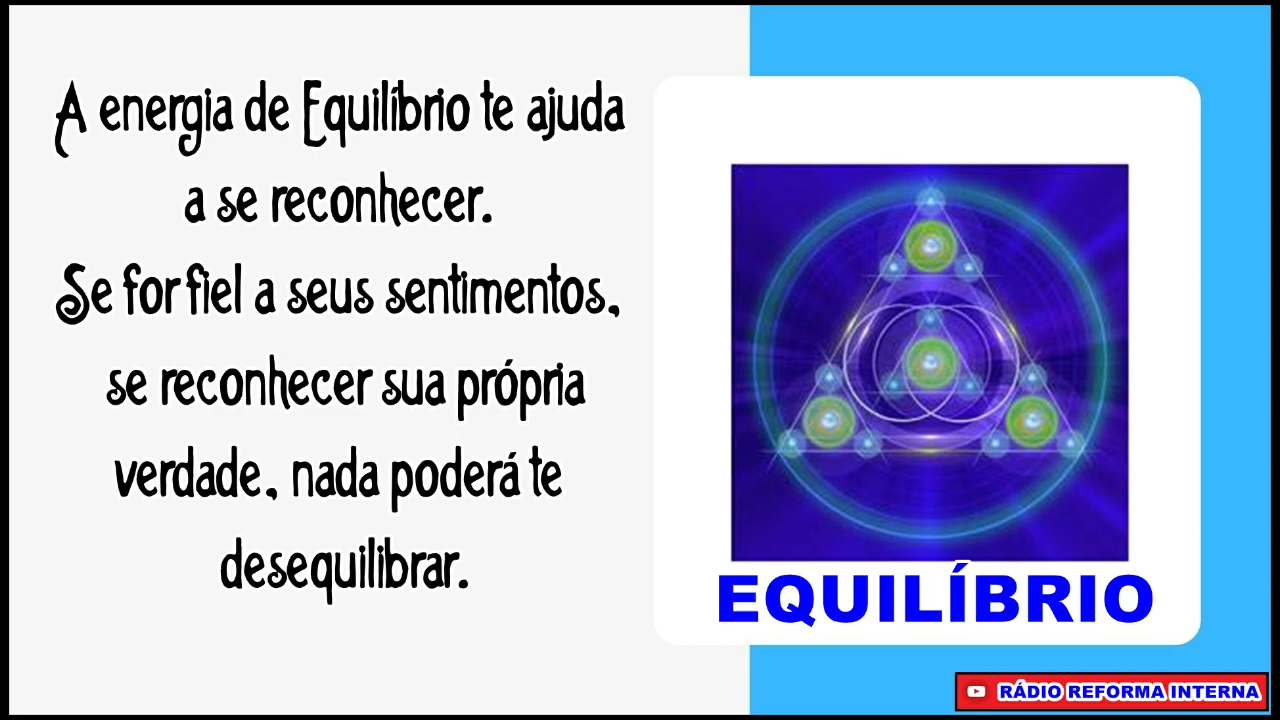 A energia de Equilíbrio te ajuda
a se reconhecer.
Se for fiel a seus sentimentos,
se reconhecer sua própria
verdade, nada poderá te
desequilibrar.
EQUILÍBRIO
RÁDIO REFORMA INTERNA